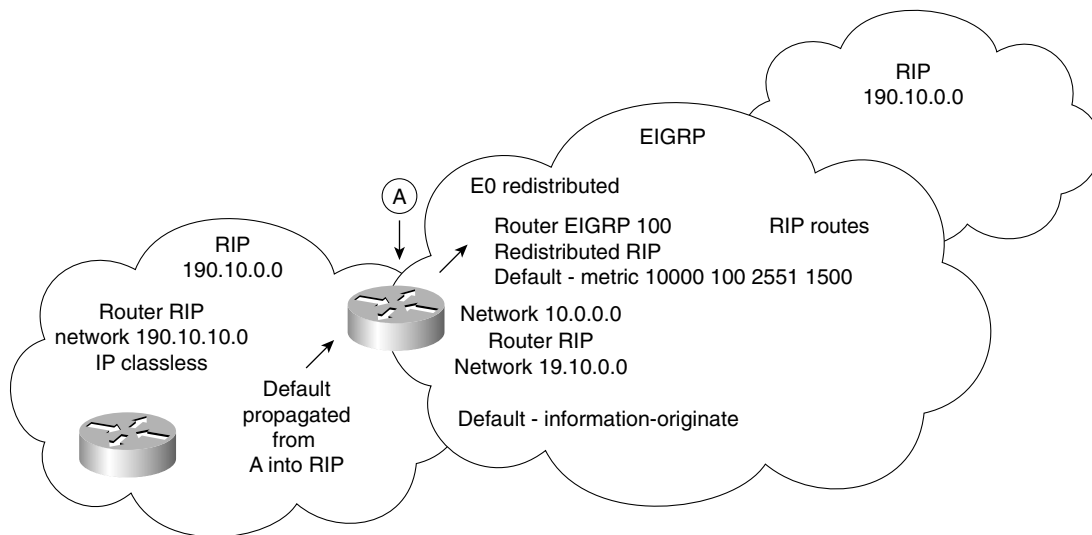 RIP
190.10.0.0
EIGRP
E0 redistributed
A
Router EIGRP 100
RIP routes
Redistributed RIP
Default - metric 10000 100 2551 1500
RIP
190.10.0.0
Router RIP
network 190.10.10.0
IP classless
Network 10.0.0.0
Router RIP
Network 19.10.0.0
Default
propagated
from
A into RIP
Default - information-originate